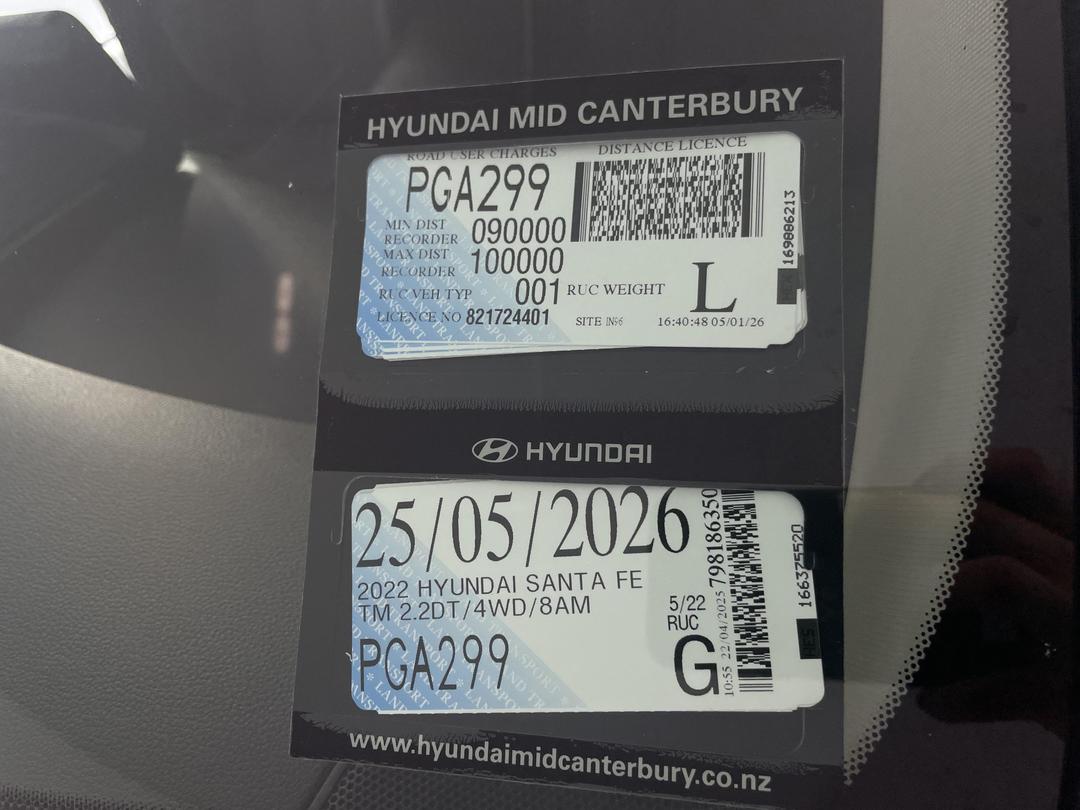 HYUNDAI MID CANTERBURY
ROAD USER CHARGES DISTANCE LICENCE
PGA299
MIN DIST RECORDER 090000
MAX DIST RECORDER 100000
RUC VEH TYP 001 RUC WEIGHT L
LICENCE NO 821724401 SITE IN96 16:40:48 05/01/26
169886213
HYUNDAI
25/05/2026
2022 HYUNDAI SANTA FE
TM 2.2DT/4WD/8AM
5/22
RUC
PGA299 G
10:55 22/04/2025 798186350
166375520
www.hyundaimidcanterbury.co.nz